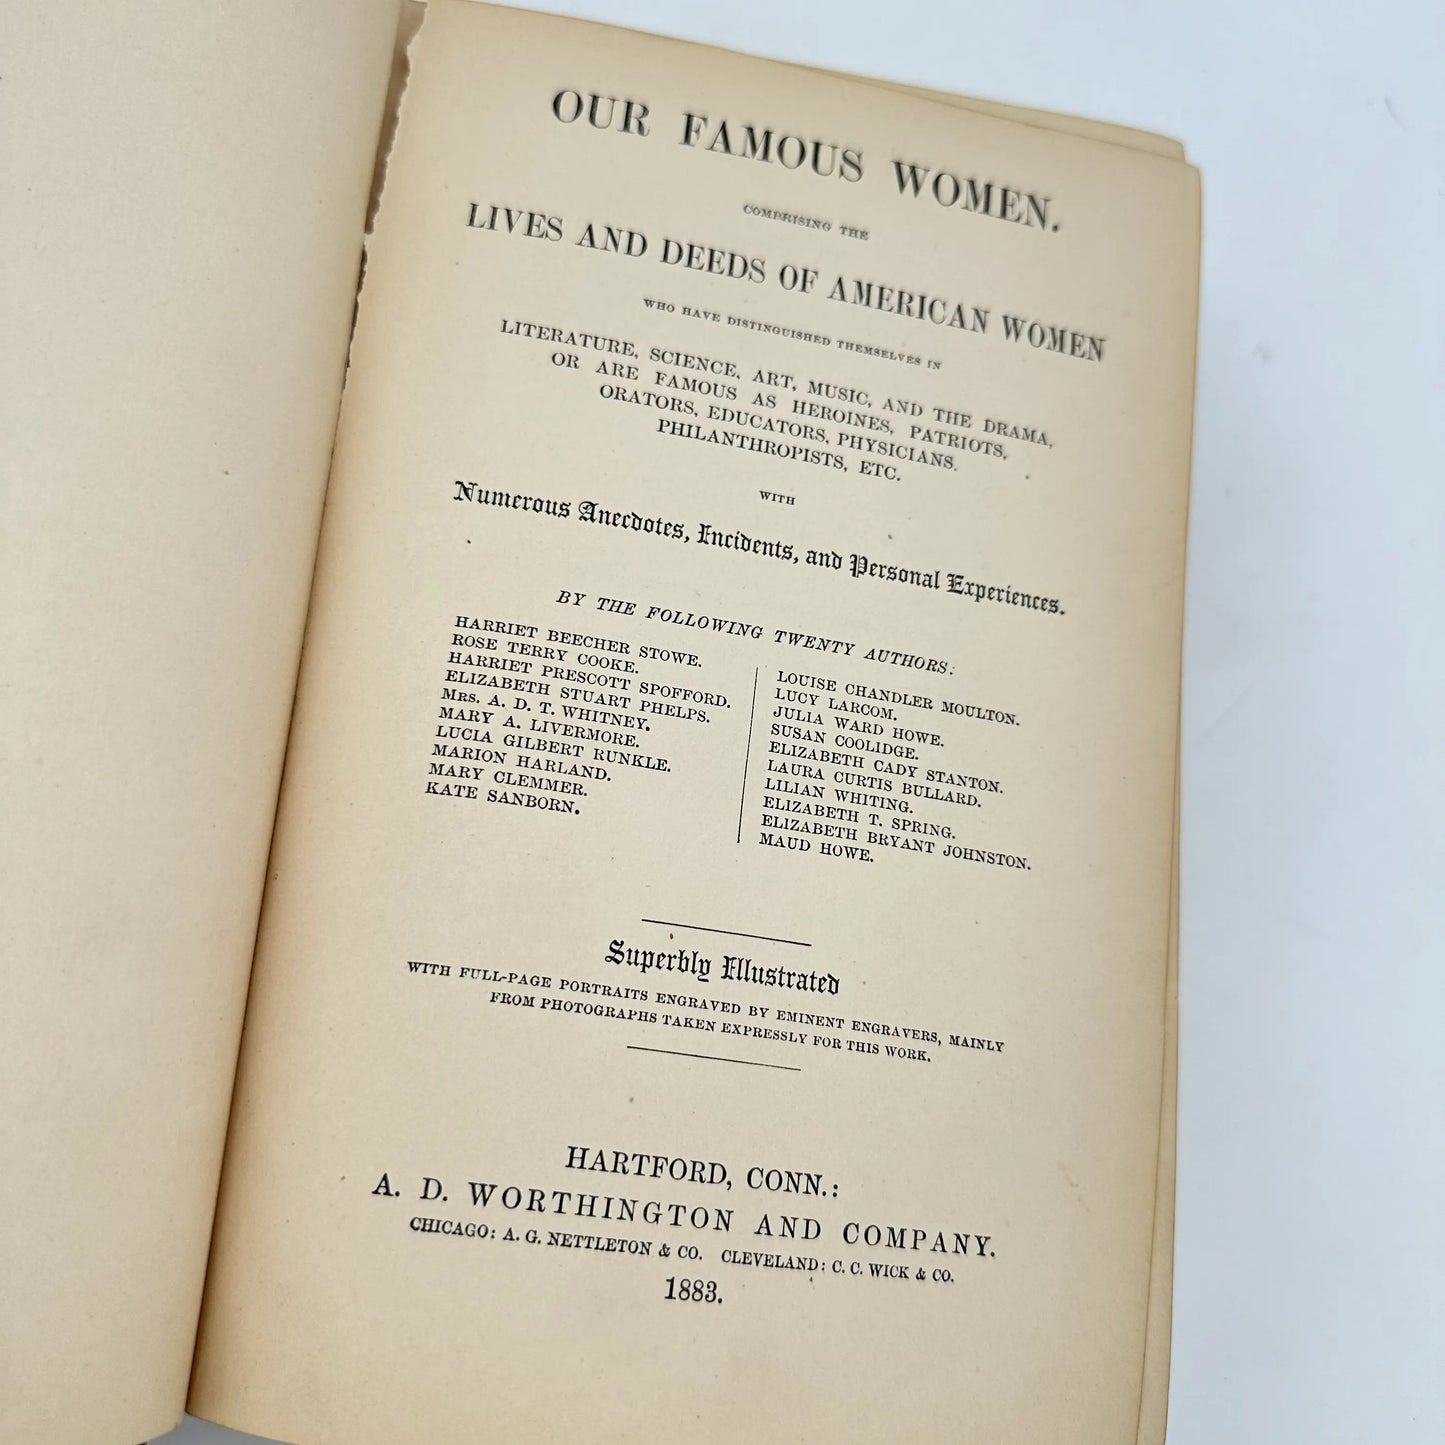 OUR FAMOUS WOMEN.
COMPRISING THE
LIVES AND DEEDS OF AMERICAN WOMEN
WHO HAVE DISTINGUISHED THEMSELVES IN
LITERATURE, SCIENCE, ART, MUSIC, AND THE DRAMA,
OR ARE FAMOUS AS HEROINES, PATRIOTS,
ORATORS, EDUCATORS, PHYSICIANS,
PHILANTHROPISTS, ETC.
WITH
Numerous Anecdotes, Incidents, and Personal Experiences.
BY THE FOLLOWING TWENTY AUTHORS:
HARRIET BEECHER STOWE.
ROSE TERRY COOKE.
HARRIET PRESCOTT SPOFFORD.
ELIZABETH STUART PHELPS.
Mrs. A. D. T. WHITNEY.
MARY A. LIVERMORE.
LUCIA GILBERT RUNKLE.
MARION HARLAND.
MARY CLEMMER.
KATE SANBORN.
LOUISE CHANDLER MOULTON.
LUCY LARCOM.
JULIA WARD HOWE.
SUSAN COOLIDGE.
ELIZABETH CADY STANTON.
LAURA CURTIS BULLARD.
LILIAN WHITING.
ELIZABETH T. SPRING.
ELIZABETH BRYANT JOHNSTON.
MAUD HOWE.
Superbly Illustrated
WITH FULL-PAGE PORTRAITS ENGRAVED BY EMINENT ENGRAVERS, MAINLY
FROM PHOTOGRAPHS TAKEN EXPRESSLY FOR THIS WORK.
HARTFORD, CONN.:
A. D. WORTHINGTON AND COMPANY.
CHICAGO: A. G. NETTLETON & CO. CLEVELAND: C. C. WICK & CO.
1883.